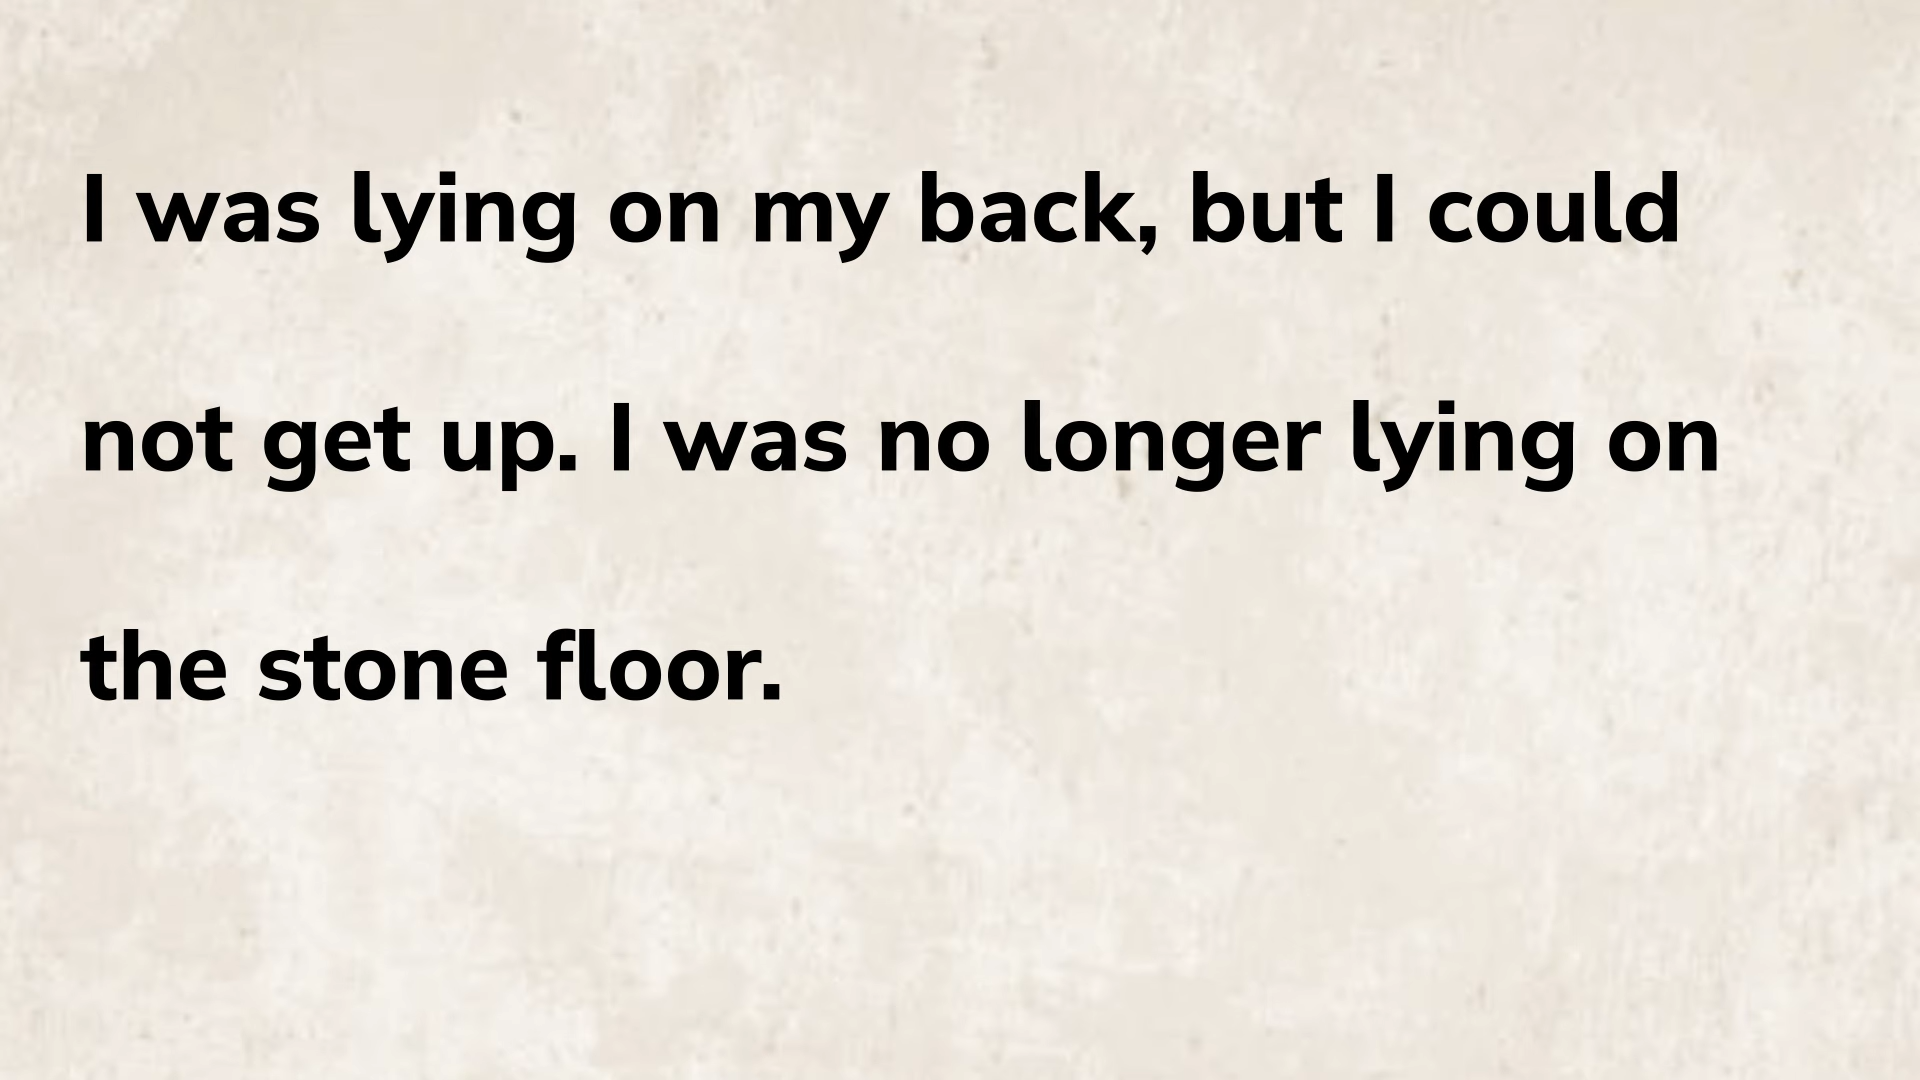 I was lying on my back, but I could
not get up. I was no longer lying on
the stone floor.